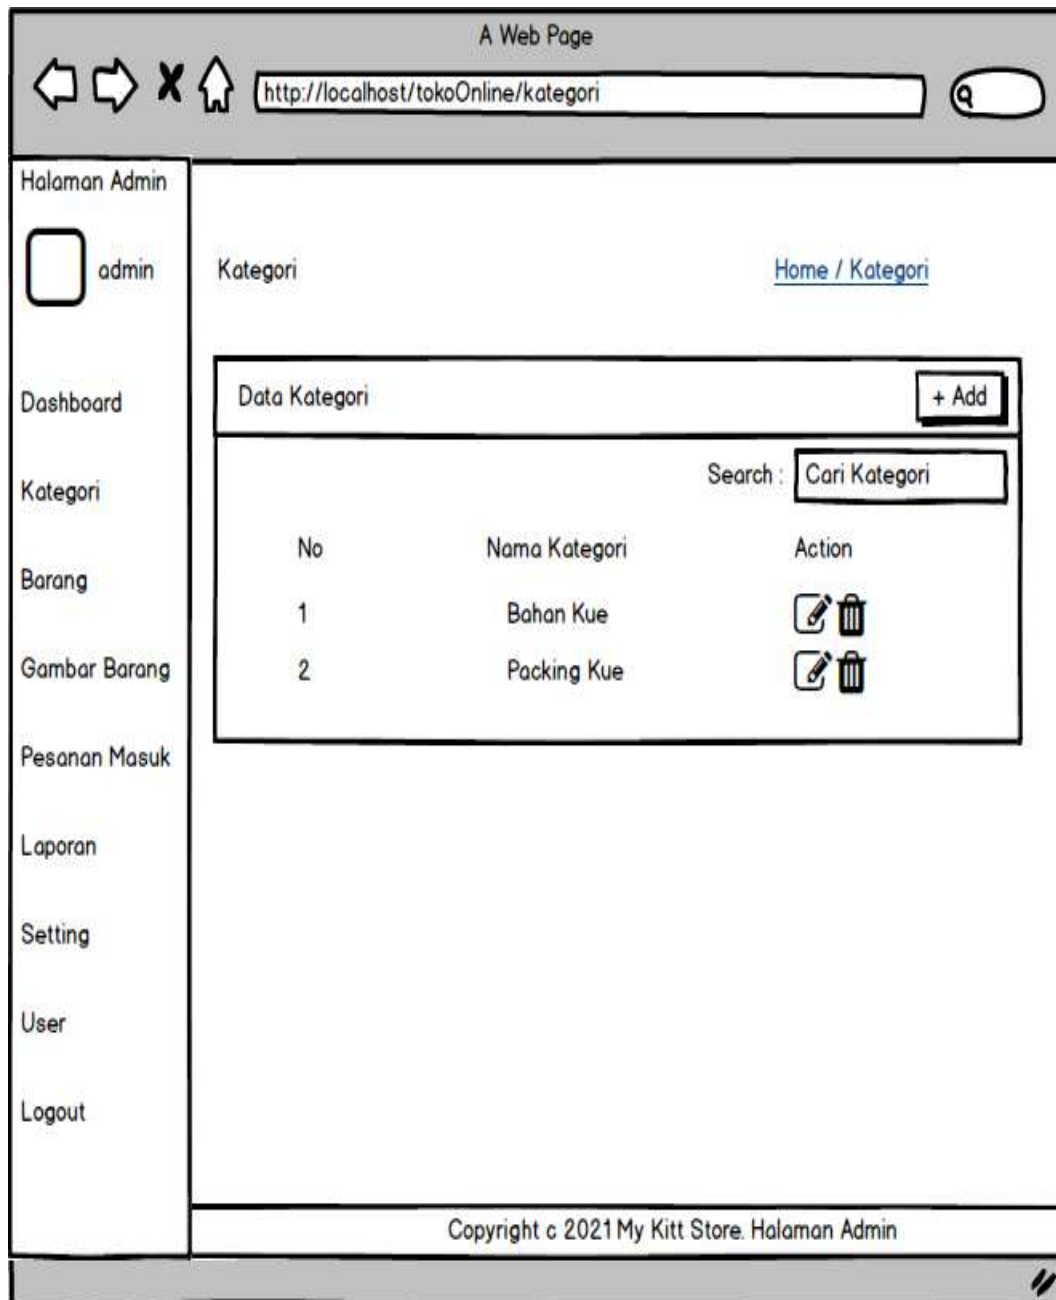 A Web Page
http://localhost/tokoOnline/kategori
Halaman Admin
admin
Dashboard
Kategori
Barang
Gambar Barang
Pesanan Masuk
Laporan
Setting
User
Logout
Kategori
Home / Kategori
Data Kategori
+ Add
Search : Cari Kategori
No Nama Kategori Action
1 Bahan Kue
2 Packing Kue
Copyright c 2021 My Kitt Store. Halaman Admin